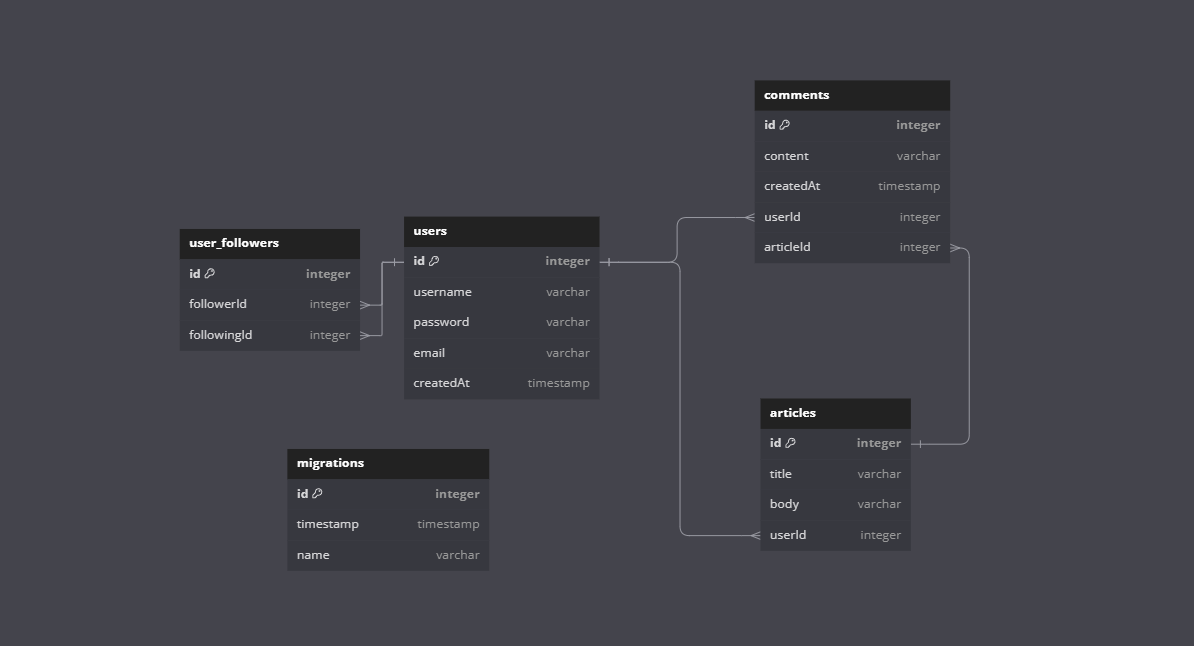 comments
id integer
content varchar
createdAt timestamp
userId integer
articleId integer
user_followers
id integer
followerId integer
followingId integer
users
id integer
username varchar
password varchar
email varchar
createdAt timestamp
articles
id integer
title varchar
body varchar
userId integer
migrations
id integer
timestamp timestamp
name varchar